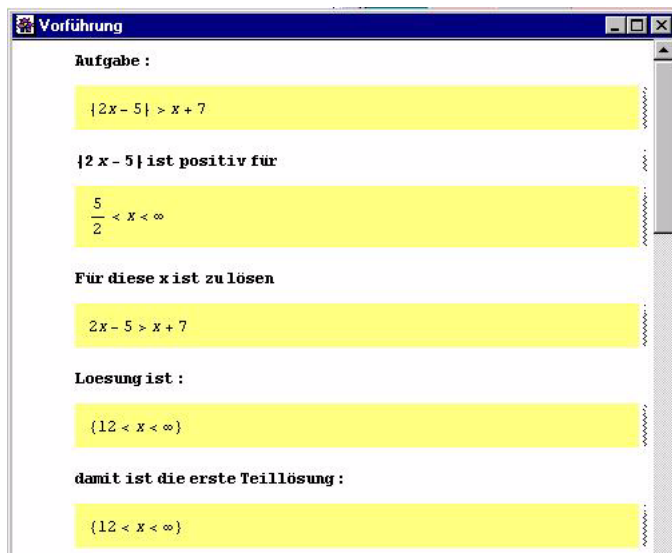 Vorführung
Aufgabe :
|2x - 5| > x + 7
|2 x - 5| ist positiv für
5/2 < x < ∞
Für diese x ist zu lösen
2x - 5 > x + 7
Loesung ist :
{12 < x < ∞}
damit ist die erste Teillösung :
{12 < x < ∞}